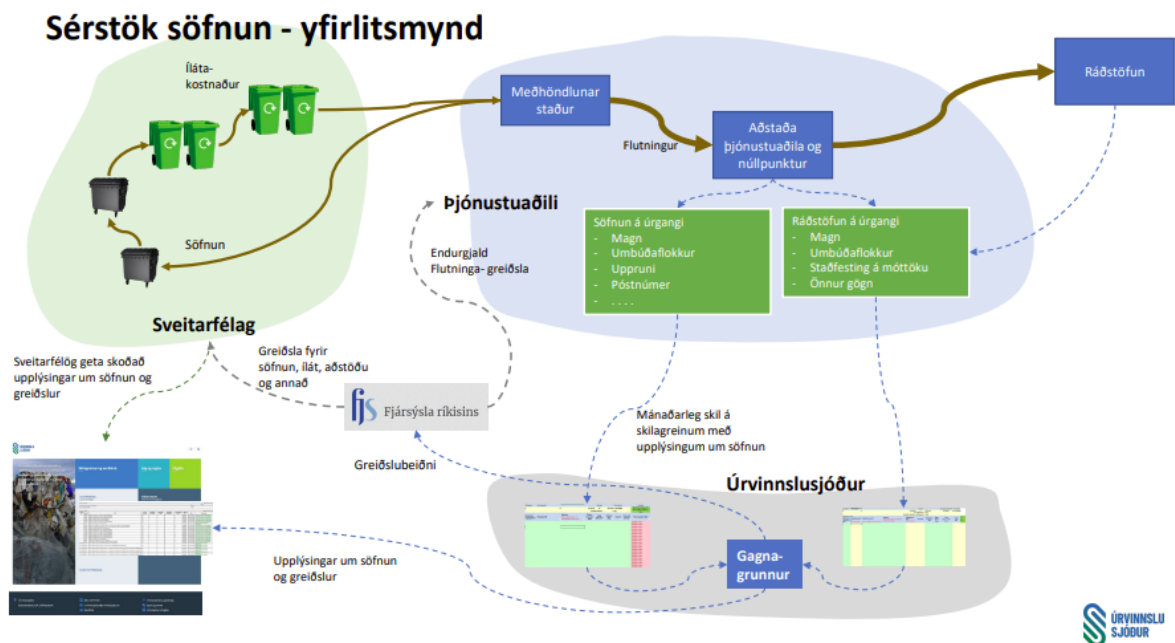 Sérstök söfnun - yfirlitsmynd
Íláta-
kostnaður
Söfnun
Sveitarfélag
Meðhöndlunar
staður
Flutningur
Aðstaða
þjónustuaðila og
núllpunktur
Ráðstöfun
Þjónustuaðili
Endurgjald
Flutninga- greiðsla
Söfnun á úrgangi
- Magn
- Umbúðaflokkur
- Uppruni
- Póstnúmer
- . . . .
Ráðstöfun á úrgangi
- Magn
- Umbúðaflokkur
- Staðfesting á móttöku
- Önnur gögn
Sveitarfélög geta skoðað
upplýsingar um söfnun og
greiðslur
Greiðsla fyrir
söfnun, ílát, aðstöðu
og annað
fjs Fjársýsla ríkisins
Greiðslubeiðni
Mánaðarleg skil á
skilagreinum með
upplýsingum um söfnun
Úrvinnslusjóður
Gagna-
grunnur
Upplýsingar um söfnun
og greiðslur
ÚRVINNSLU
SJÓÐUR
ÚRVINNSLU
SJÓÐUR